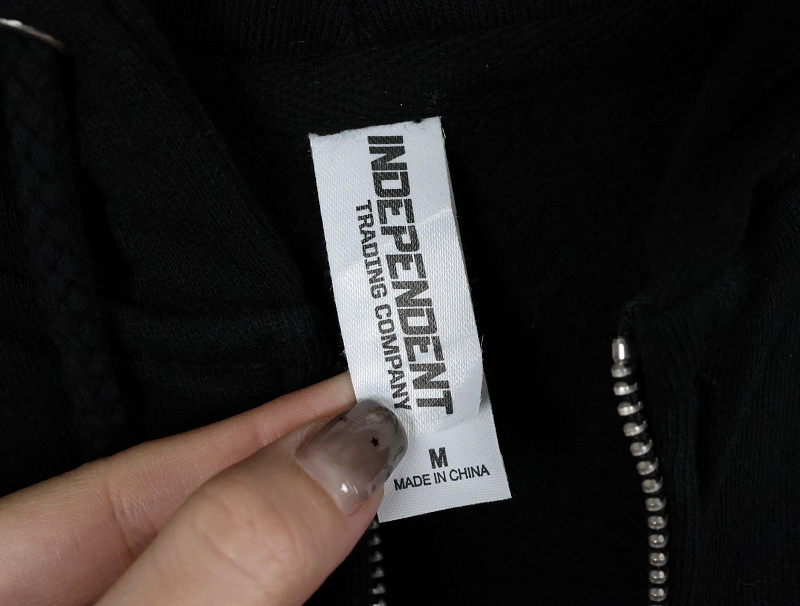 INDEPENDENT
TRADING COMPANY
M
MADE IN CHINA